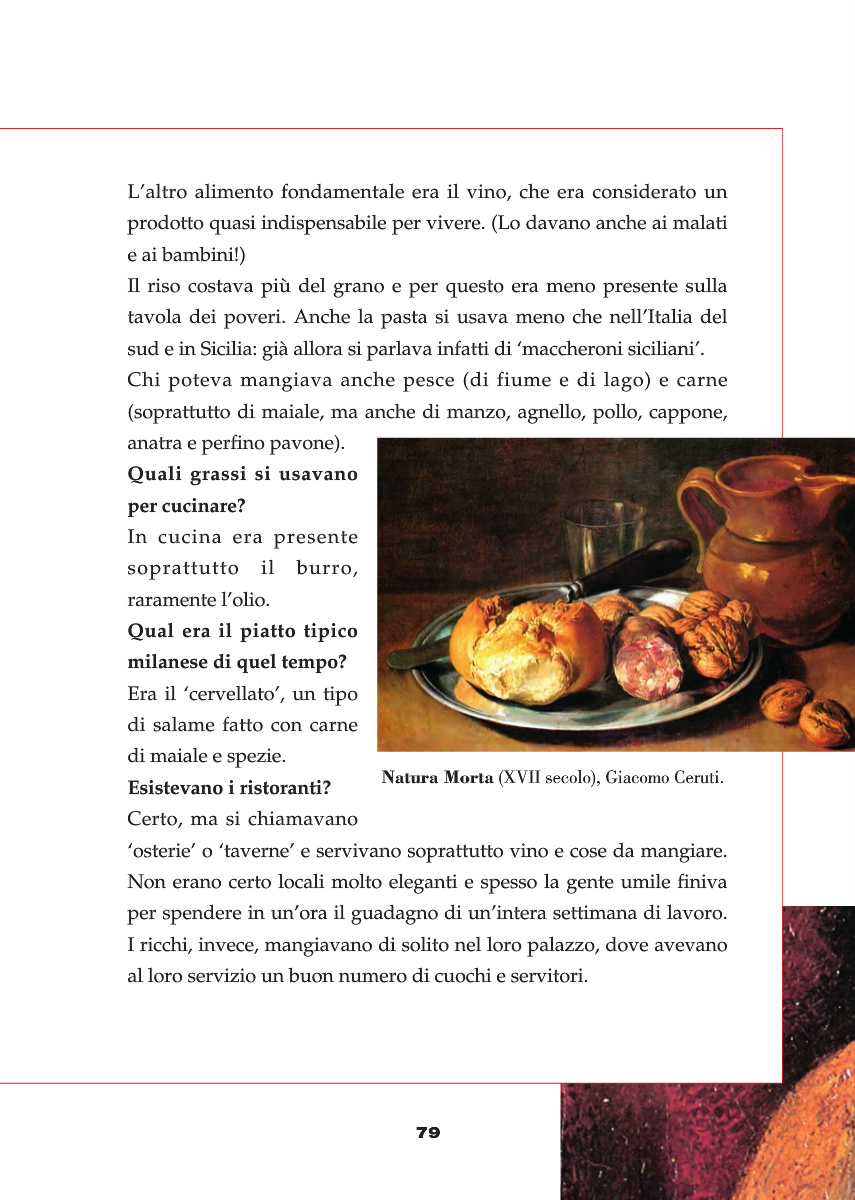 L’altro alimento fondamentale era il vino, che era considerato un
prodotto quasi indispensabile per vivere. (Lo davano anche ai malati
e ai bambini!)
Il riso costava più del grano e per questo era meno presente sulla
tavola dei poveri. Anche la pasta si usava meno che nell’Italia del
sud e in Sicilia: già allora si parlava infatti di ‘maccheroni siciliani’.
Chi poteva mangiava anche pesce (di fiume e di lago) e carne
(soprattutto di maiale, ma anche di manzo, agnello, pollo, cappone,
anatra e perfino pavone).
Quali grassi si usavano
per cucinare?
In cucina era presente
soprattutto il burro,
raramente l’olio.
Qual era il piatto tipico
milanese di quel tempo?
Era il ‘cervellato’, un tipo
di salame fatto con carne
di maiale e spezie.
Esistevano i ristoranti?
Certo, ma si chiamavano
‘osterie’ o ‘taverne’ e servivano soprattutto vino e cose da mangiare.
Non erano certo locali molto eleganti e spesso la gente umile finiva
per spendere in un’ora il guadagno di un’intera settimana di lavoro.
I ricchi, invece, mangiavano di solito nel loro palazzo, dove avevano
al loro servizio un buon numero di cuochi e servitori.
Natura Morta (XVII secolo), Giacomo Ceruti.
79